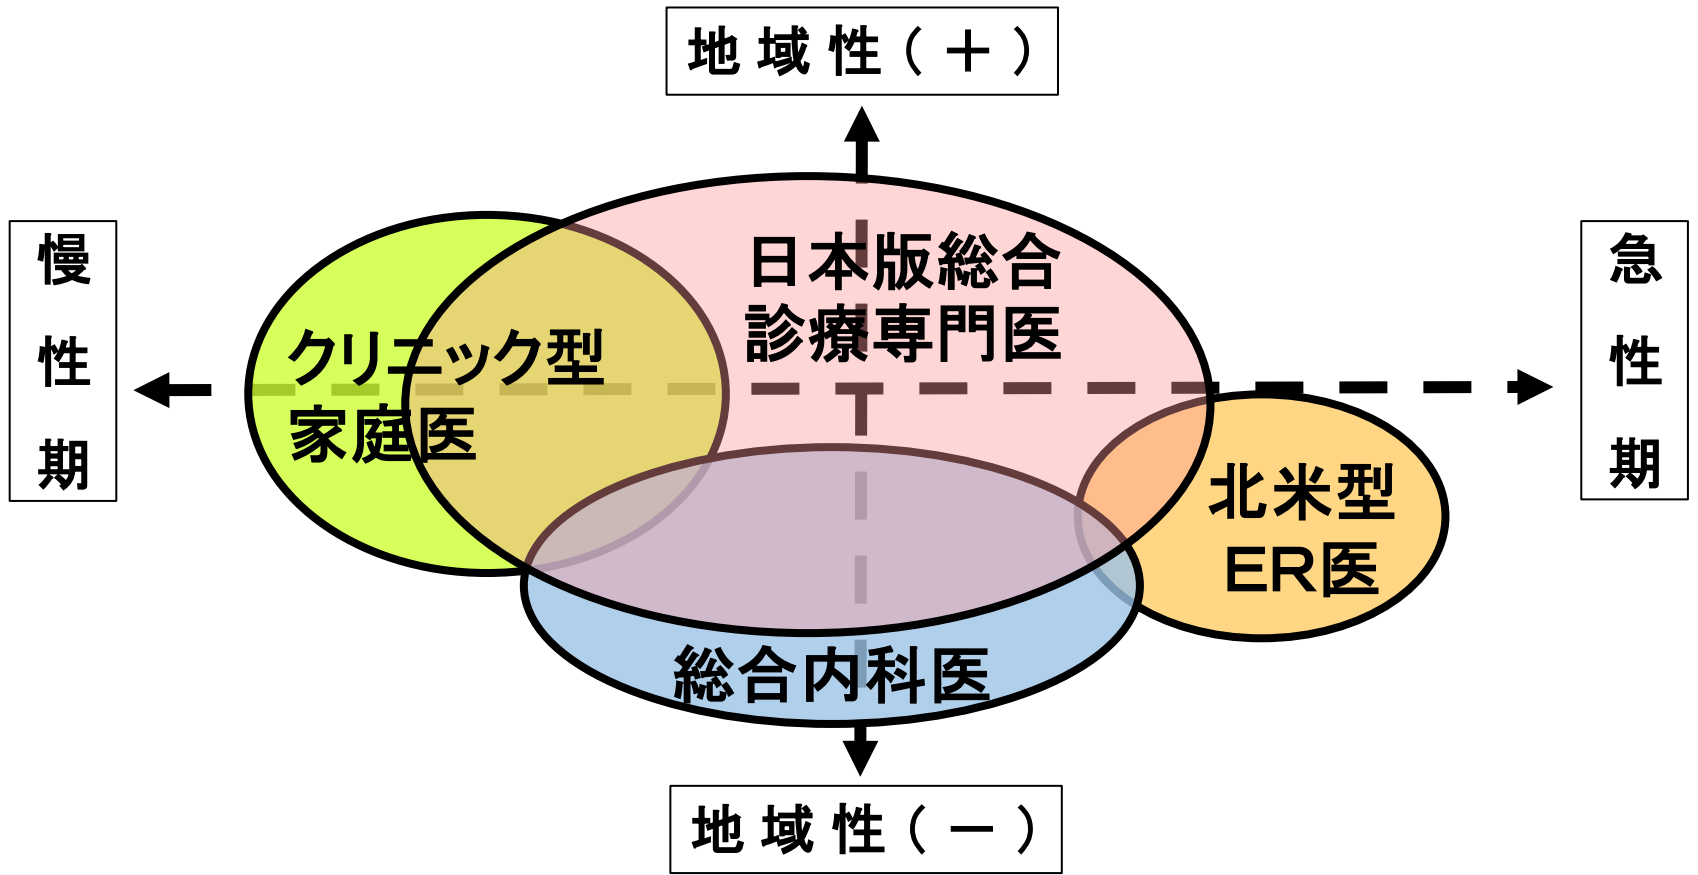 地域性（＋）
慢性期
急性期
日本版総合
診療専門医
クリニック型
家庭医
北米型
ER医
総合内科医
地域性（－）